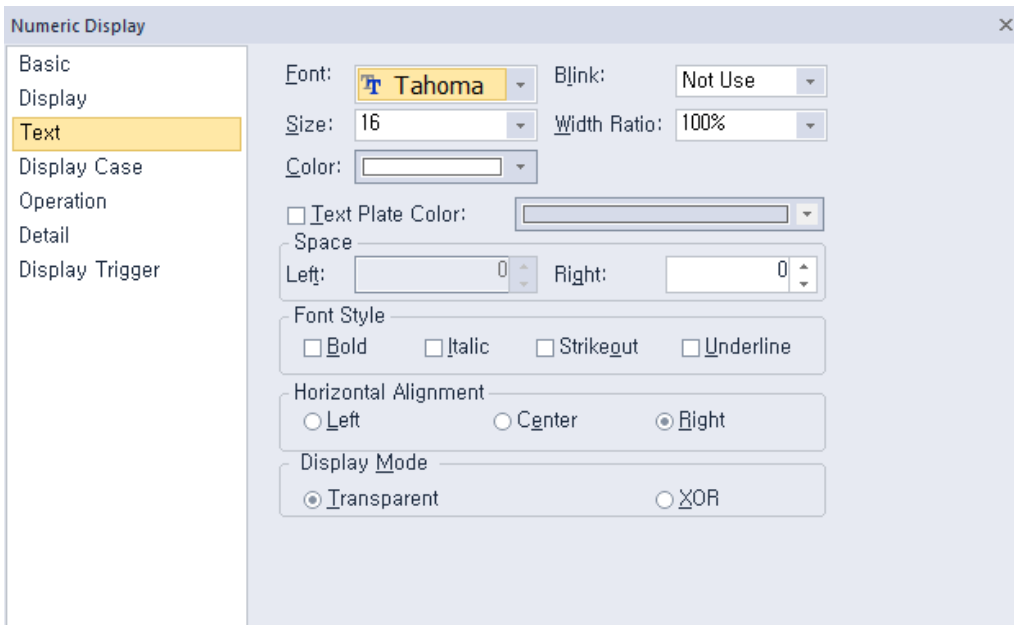 Numeric Display
Basic
Display
Text
Display Case
Operation
Detail
Display Trigger
Font: Tahoma Blink: Not Use
Size: 16 Width Ratio: 100%
Color:
Text Plate Color:
Space
Left: 0 Right: 0
Font Style
Bold Italic Strikeout Underline
Horizontal Alignment
Left Center Right
Display Mode
Transparent XOR